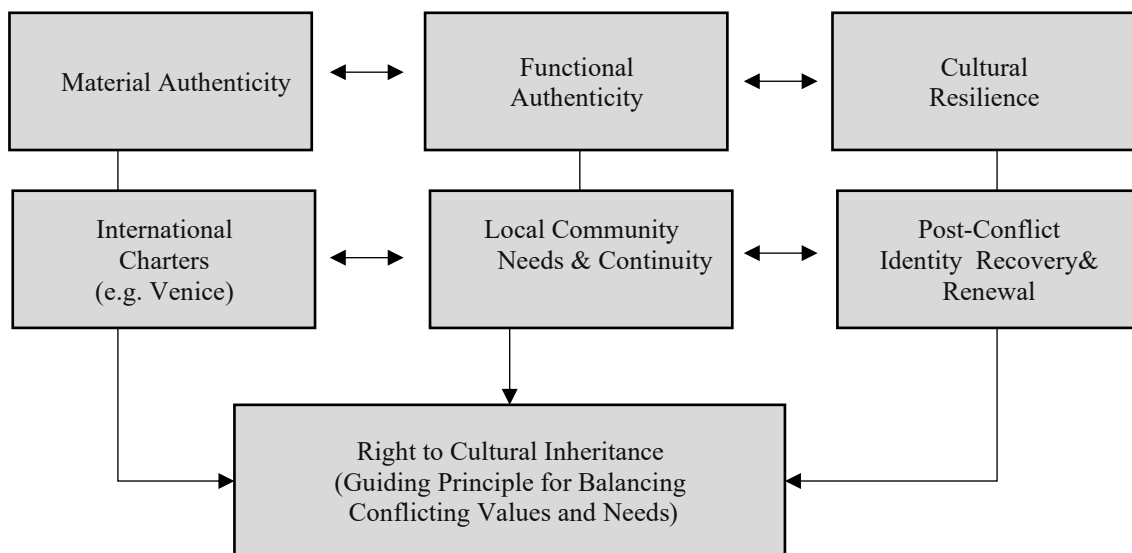 Material Authenticity
Functional
Authenticity
Cultural
Resilience
International
Charters
(e.g. Venice)
Local Community
Needs & Continuity
Post-Conflict
Identity Recovery&
Renewal
Right to Cultural Inheritance
(Guiding Principle for Balancing
Conflicting Values and Needs)